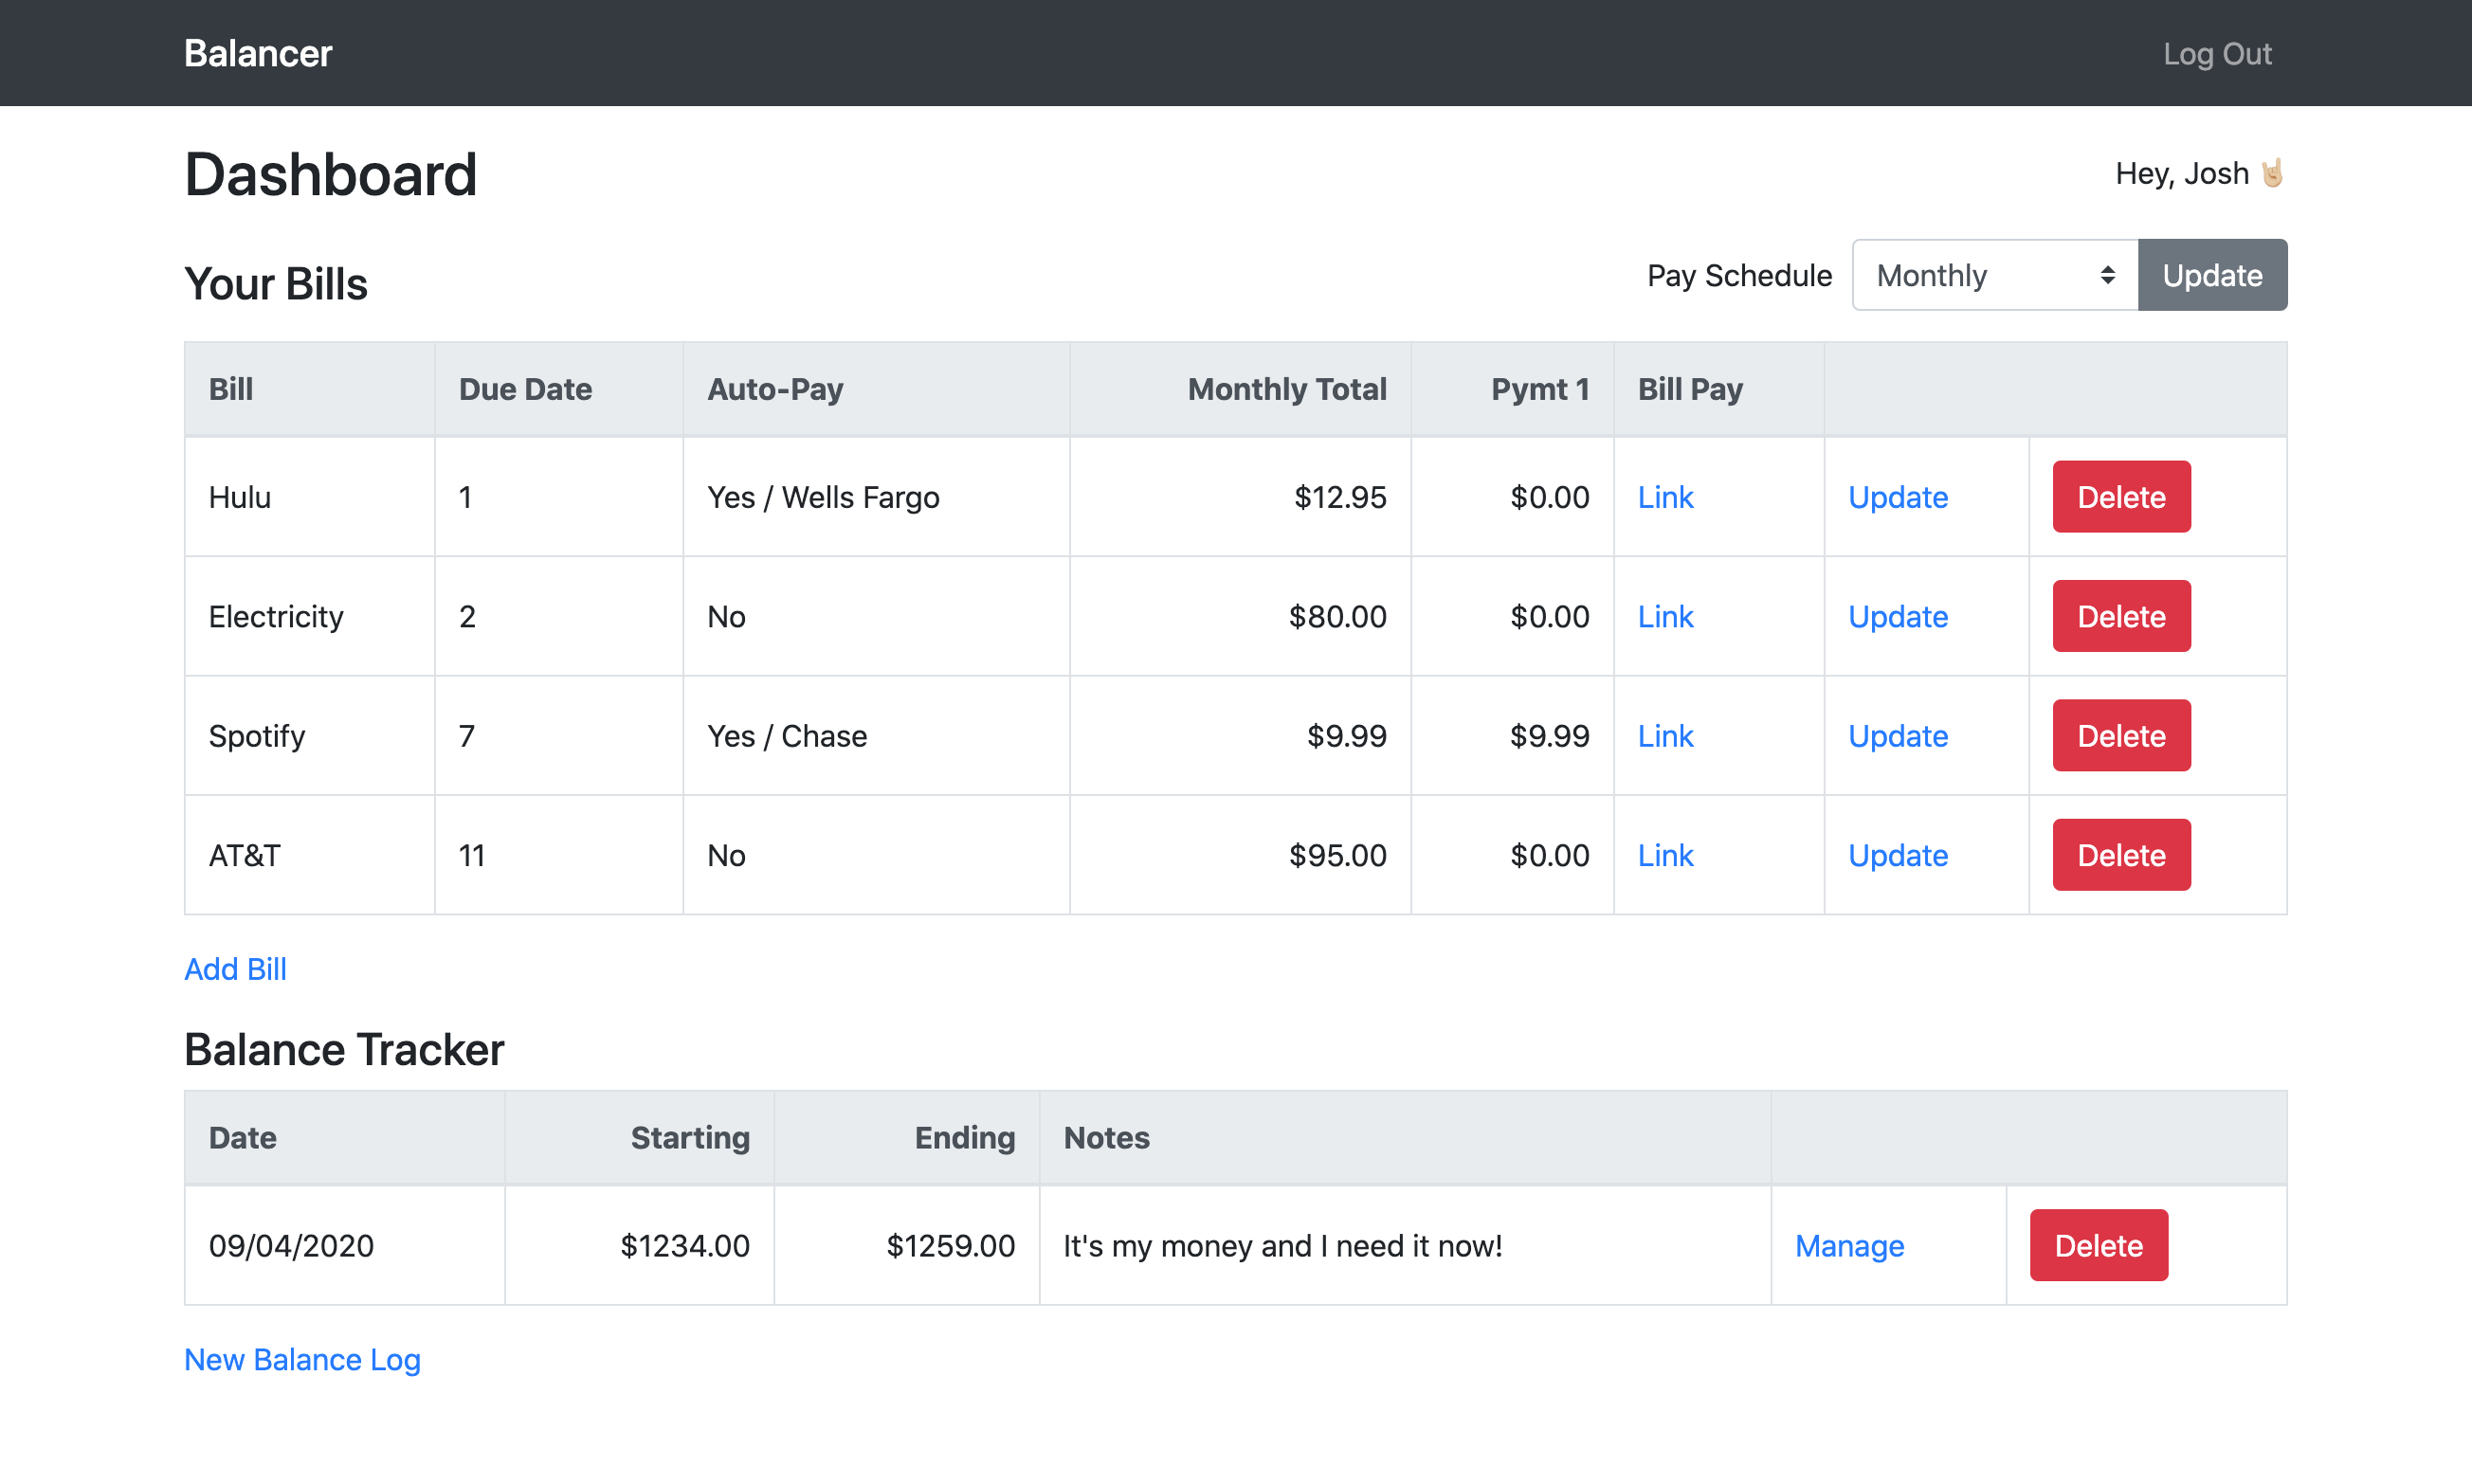 Balancer Log Out
Dashboard Hey, Josh 🤘🏼
Your Bills Pay Schedule Monthly Update
Bill Due Date Auto-Pay Monthly Total Pymt 1 Bill Pay
Hulu 1 Yes / Wells Fargo $12.95 $0.00 Link Update Delete
Electricity 2 No $80.00 $0.00 Link Update Delete
Spotify 7 Yes / Chase $9.99 $9.99 Link Update Delete
AT&T 11 No $95.00 $0.00 Link Update Delete
Add Bill
Balance Tracker
Date Starting Ending Notes
09/04/2020 $1234.00 $1259.00 It's my money and I need it now! Manage Delete
New Balance Log